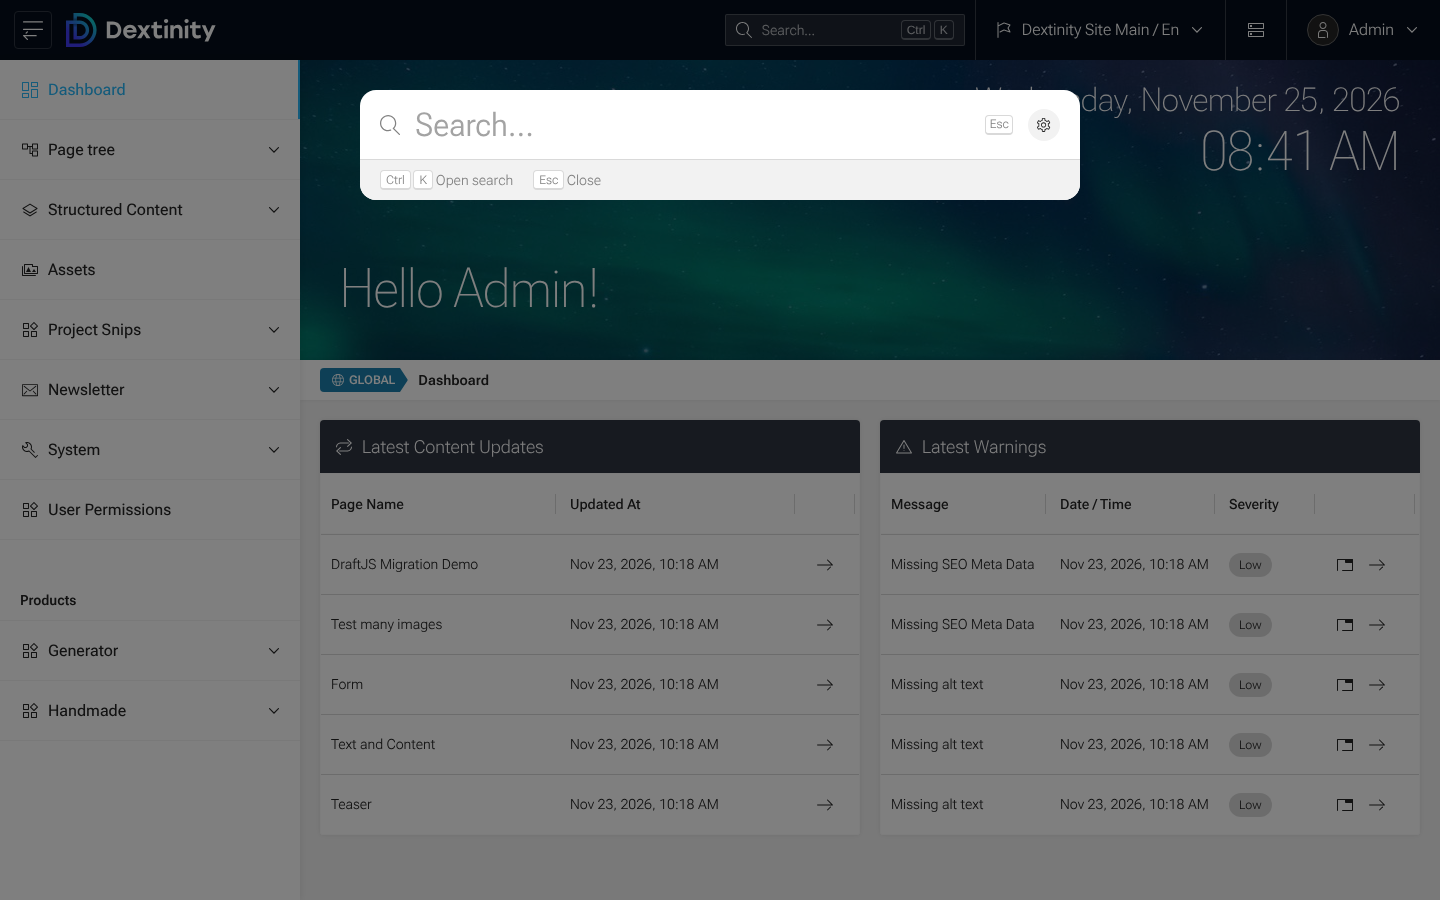 Dextinity
Search...
Ctrl K
Dextinity Site Main / En
Admin
Dashboard
Page tree
Structured Content
Assets
Project Snips
Newsletter
System
User Permissions
Products
Generator
Handmade
Search...
Esc
Ctrl K Open search Esc Close
day, November 25, 2026
08:41 AM
Hello Admin!
GLOBAL
Dashboard
Latest Content Updates
Page Name Updated At
DraftJS Migration Demo Nov 23, 2026, 10:18 AM
Test many images Nov 23, 2026, 10:18 AM
Form Nov 23, 2026, 10:18 AM
Text and Content Nov 23, 2026, 10:18 AM
Teaser Nov 23, 2026, 10:18 AM
Latest Warnings
Message Date / Time Severity
Missing SEO Meta Data Nov 23, 2026, 10:18 AM Low
Missing SEO Meta Data Nov 23, 2026, 10:18 AM Low
Missing alt text Nov 23, 2026, 10:18 AM Low
Missing alt text Nov 23, 2026, 10:18 AM Low
Missing alt text Nov 23, 2026, 10:18 AM Low